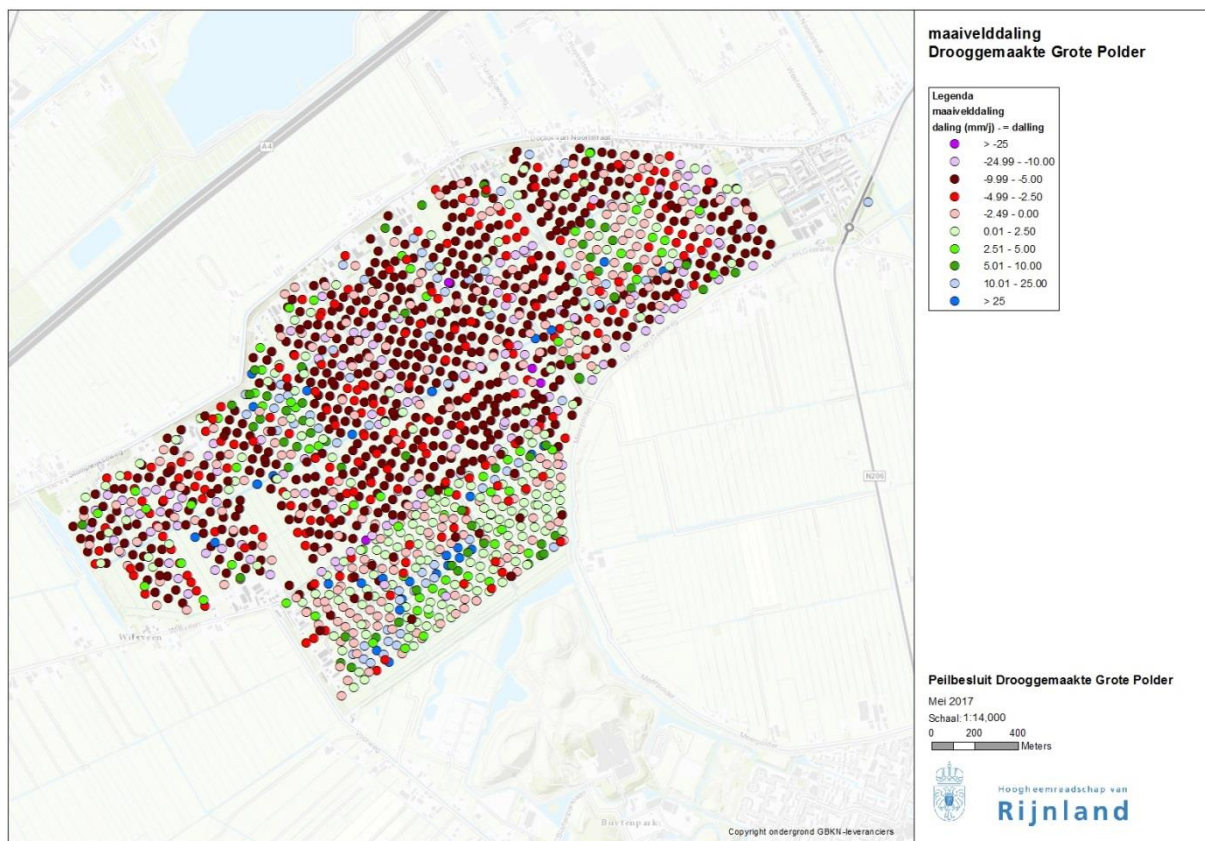 maaivelddaling
Drooggemaakte Grote Polder
Legenda
maaivelddaling
daling (mm/j) - = dalling
> -25
-24.99 - -10.00
-9.99 - -5.00
-4.99 - -2.50
-2.49 - 0.00
0.01 - 2.50
2.51 - 5.00
5.01 - 10.00
10.01 - 25.00
> 25
A4
N206
Wilsveen
Buytenpark
Peilbesluit Drooggemaakte Grote Polder
Mei 2017
Schaal: 1:14,000
0 200 400
Meters
Hoogheemraadschap van
Rijnland
Copyright ondergrond GBKN-leveranciers